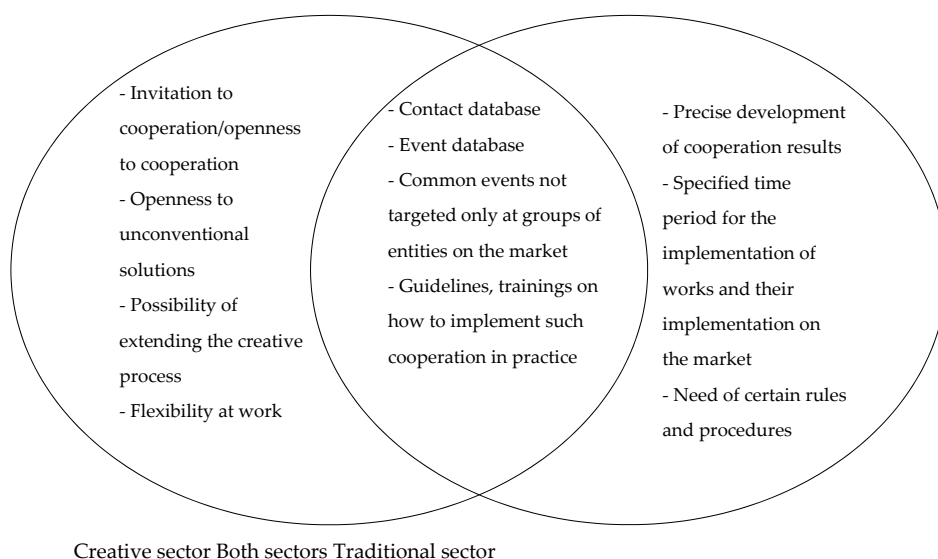 - Invitation to
cooperation/openness
to cooperation
- Openness to
unconventional
solutions
- Possibility of
extending the creative
process
- Flexibility at work
- Contact database
- Event database
- Common events not
targeted only at groups of
entities on the market
- Guidelines, trainings on
how to implement such
cooperation in practice
- Precise development
of cooperation results
- Specified time
period for the
implementation of
works and their
implementation on
the market
- Need of certain rules
and procedures
Creative sector Both sectors Traditional sector